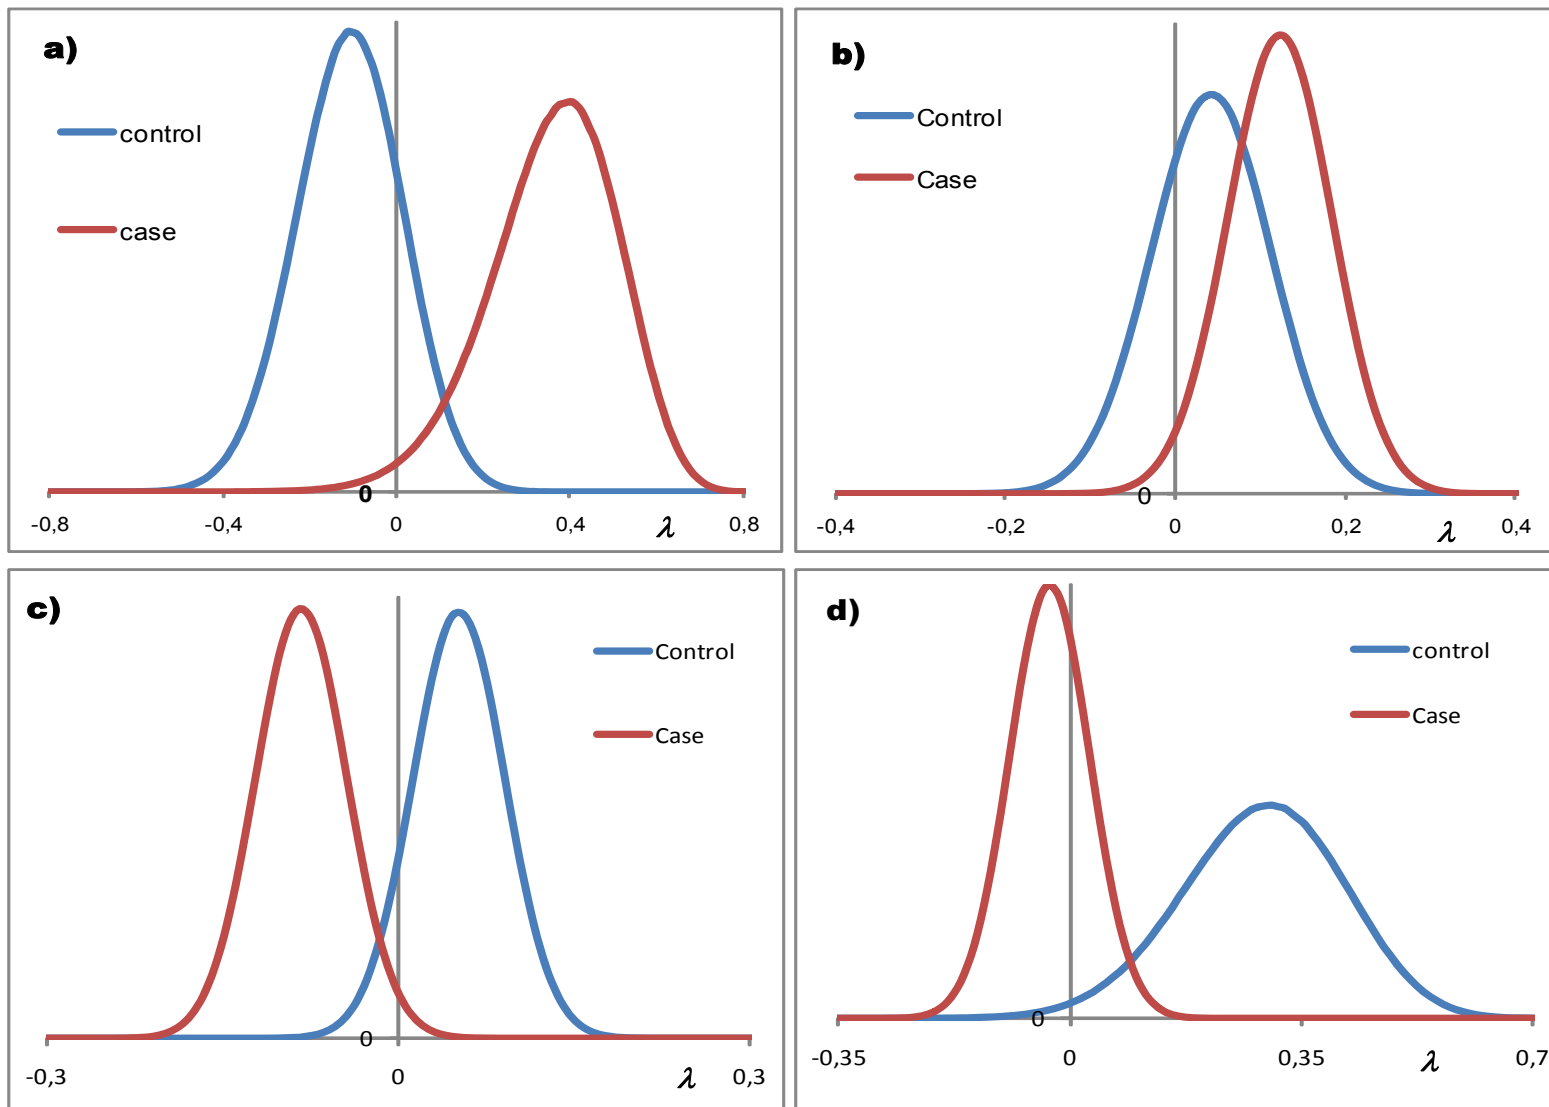 a)
control
case
0
-0,8 -0,4 0 0,4 λ 0,8
b)
Control
Case
0
-0,4 -0,2 0 0,2 λ 0,4
c)
Control
Case
0
-0,3 0 λ 0,3
d)
control
Case
0
-0,35 0 0,35 λ 0,7